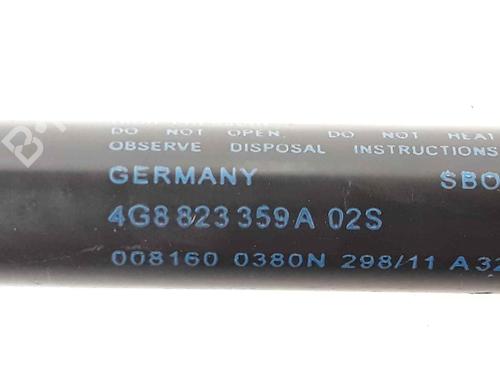 DO NOT OPEN. DO NOT HEAT
OBSERVE DISPOSAL INSTRUCTIONS
GERMANY SBO
4G8 823 359A 02S
008160 0380N 298/11 A 32